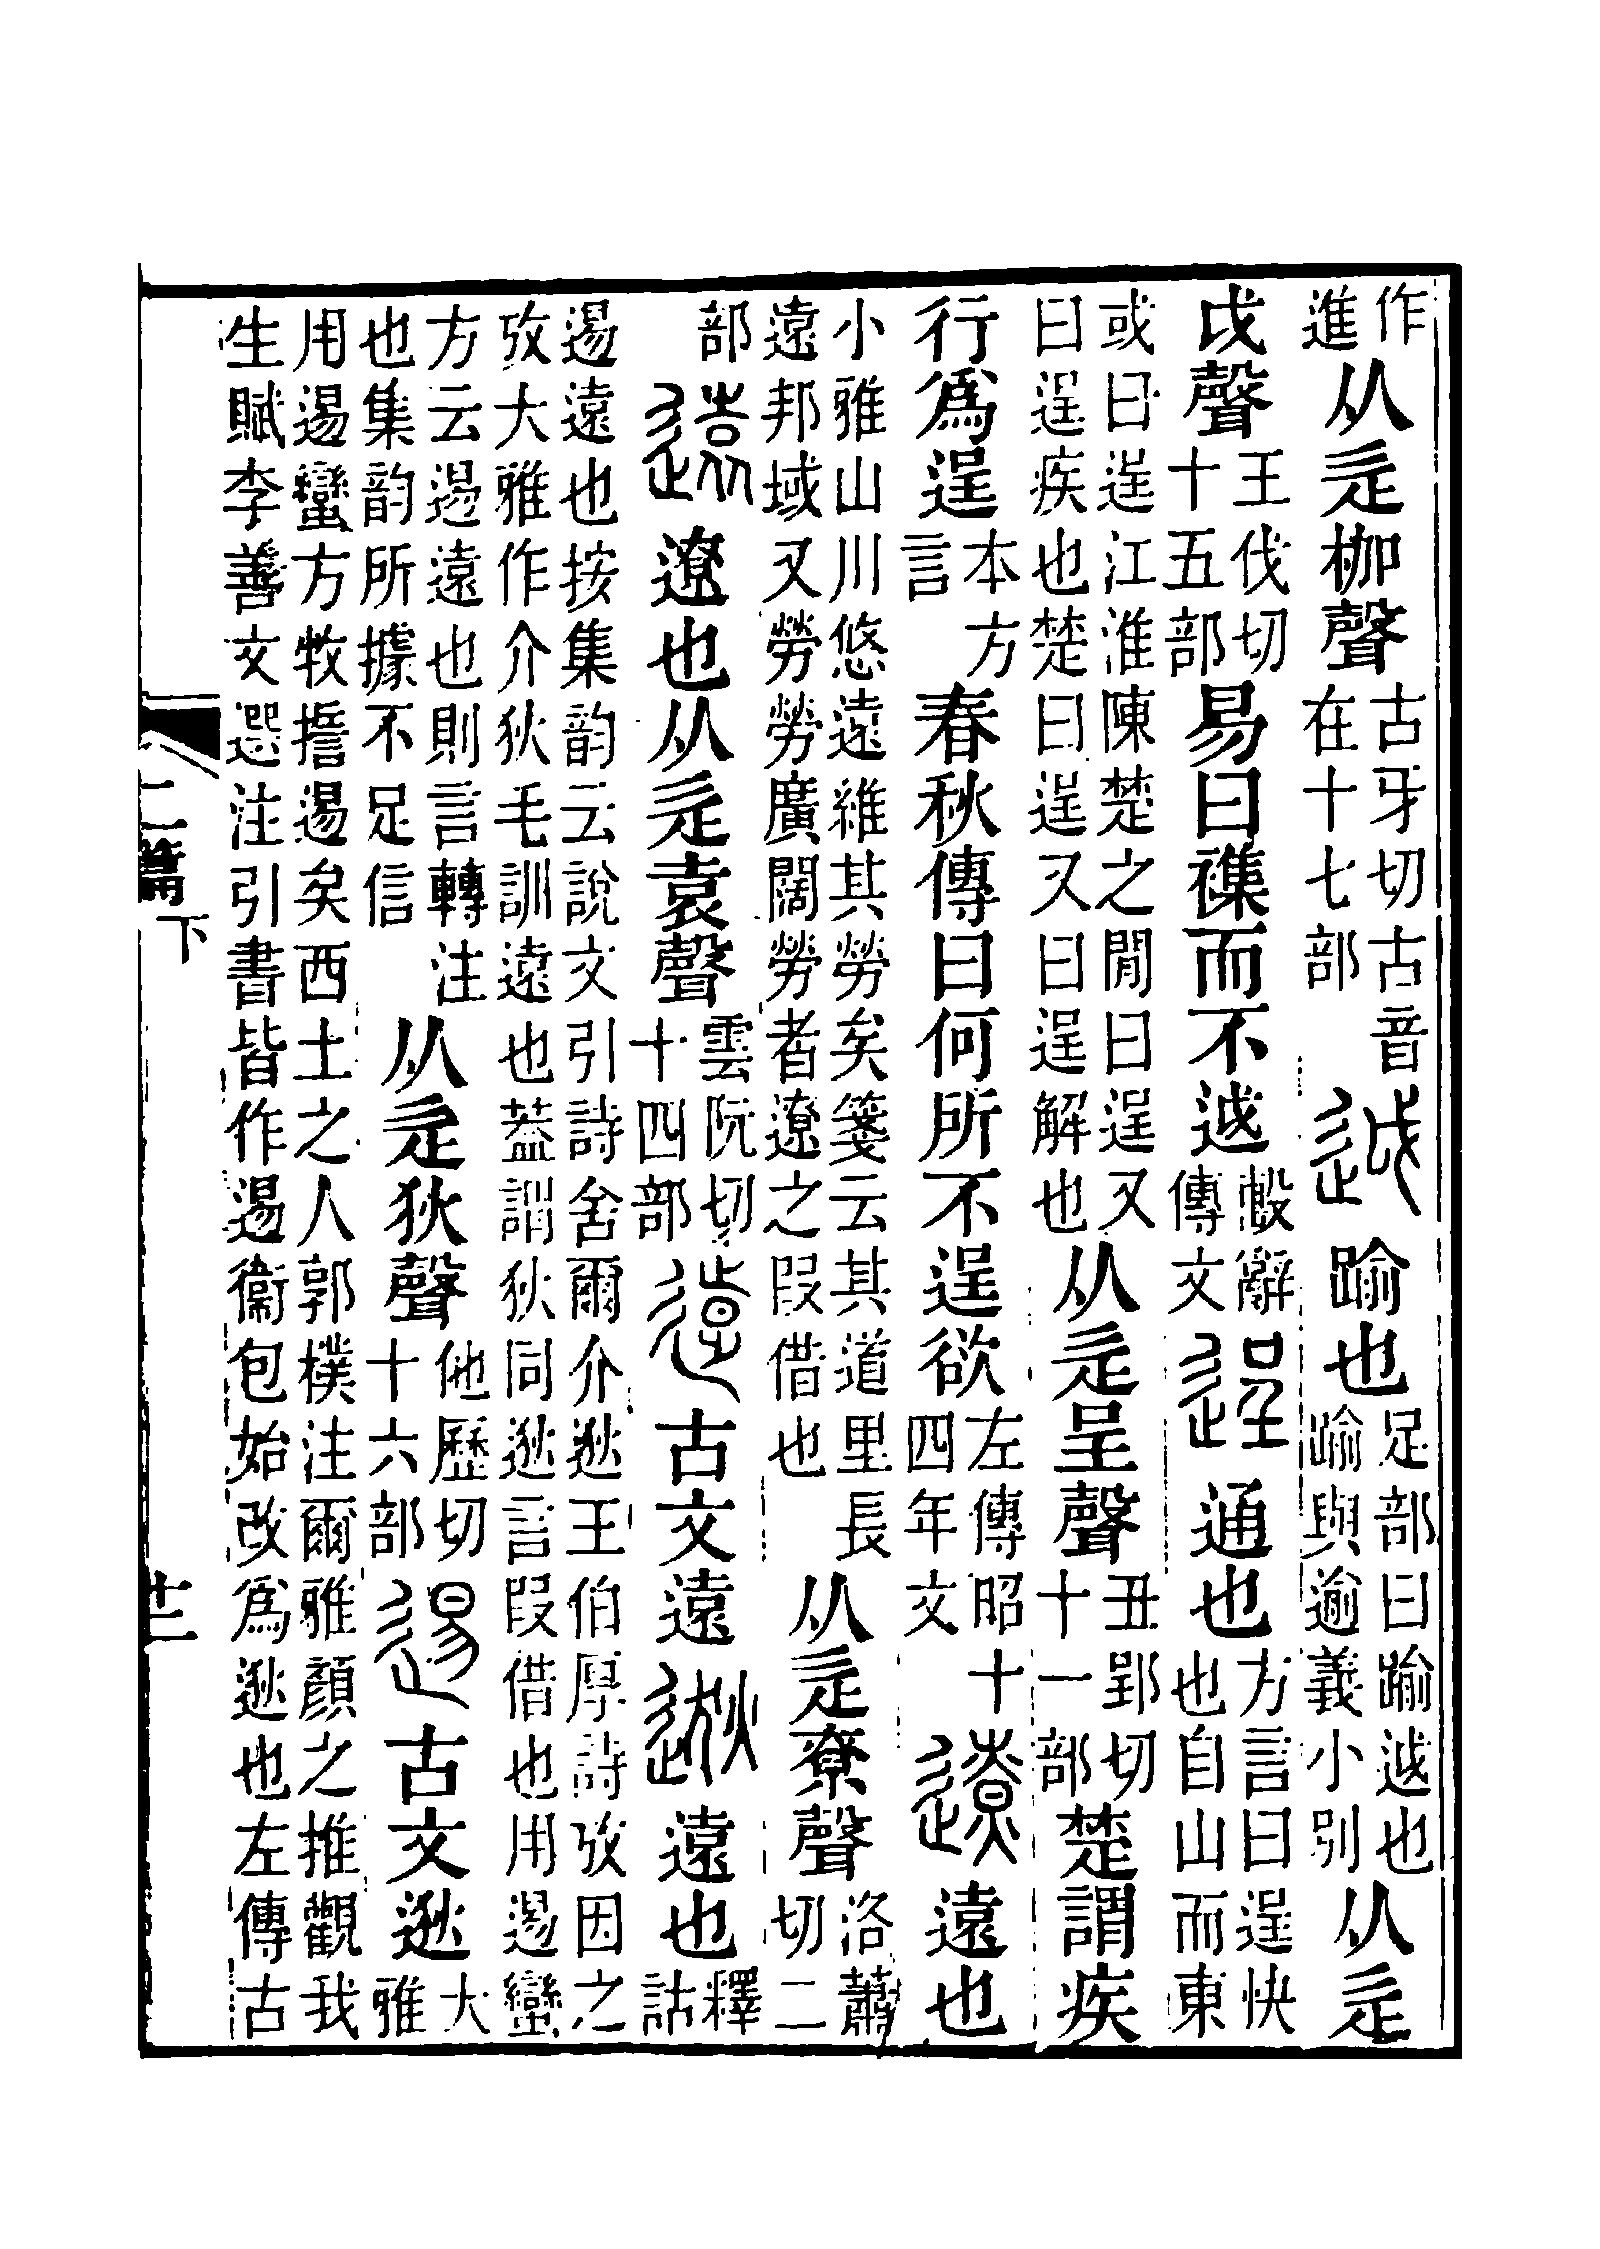 作進从辵枷聲古牙切古音在十七部𨒋踰也足部曰踰䢲也踰與逾義小別从辵
戉聲王伐切十五部易曰襍而不䢲毄辭傳文逞通也方言曰逞快也自山而東
或曰逞江淮陳楚之閒曰逞又曰逞疾也楚曰逞又曰逞解也从辵呈聲丑郢切十一部楚謂疾
行爲逞本方言春秋傳曰何所不逞欲左傳昭十四年文遼遠也
小雅山川悠遠維其勞矣箋云其道里長遠邦域又勞勞廣闊勞者遼之叚借也从辵尞聲洛蕭切二
部遠遼也从辵袁聲雲阮切十四部𢕱古文遠逖遠也釋詁
逷遠也按集韵云說文引詩舍爾介逖王伯厚詩攷因之攷大雅作介狄毛訓遠也葢謂狄同逖言叚借也用逷蠻
方云逷遠也則言轉注也集韵所據不足信从辵狄聲他歷切十六部逷古文逖大雅
用逷蠻方牧擔逷矣西土之人郭樸注爾雅顏之推觀我生賦李善文選注引書皆作逷衞包始改爲逖也左傳古
二篇下